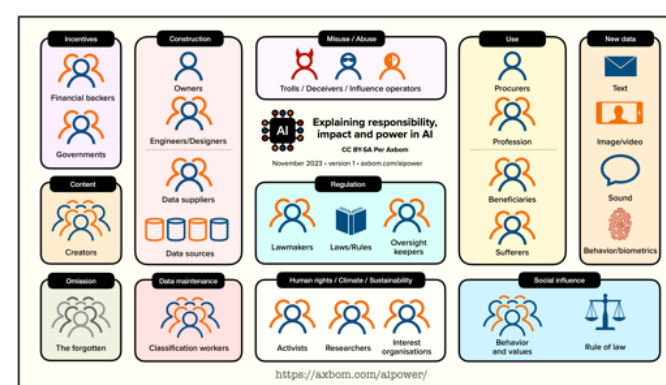 Incentives
Financial backers
Governments
Content
Creators
Omission
The forgotten
Construction
Owners
Engineers/Designers
Data suppliers
Data sources
Data maintenance
Classification workers
Misuse / Abuse
Trolls / Deceivers / Influence operators
AI
Explaining responsibility,
impact and power in AI
CC BY-SA Per Axbom
November 2023 • version 1 • axbom.com/aipower
Regulation
Lawmakers
Laws/Rules
Oversight
keepers
Human rights / Climate / Sustainability
Activists
Researchers
Interest
organisations
Use
Procurers
Profession
Beneficiaries
Sufferers
New data
Text
Image/video
Sound
Behavior/biometrics
Social influence
Behavior
and values
Rule of law
https://axbom.com/aipower/